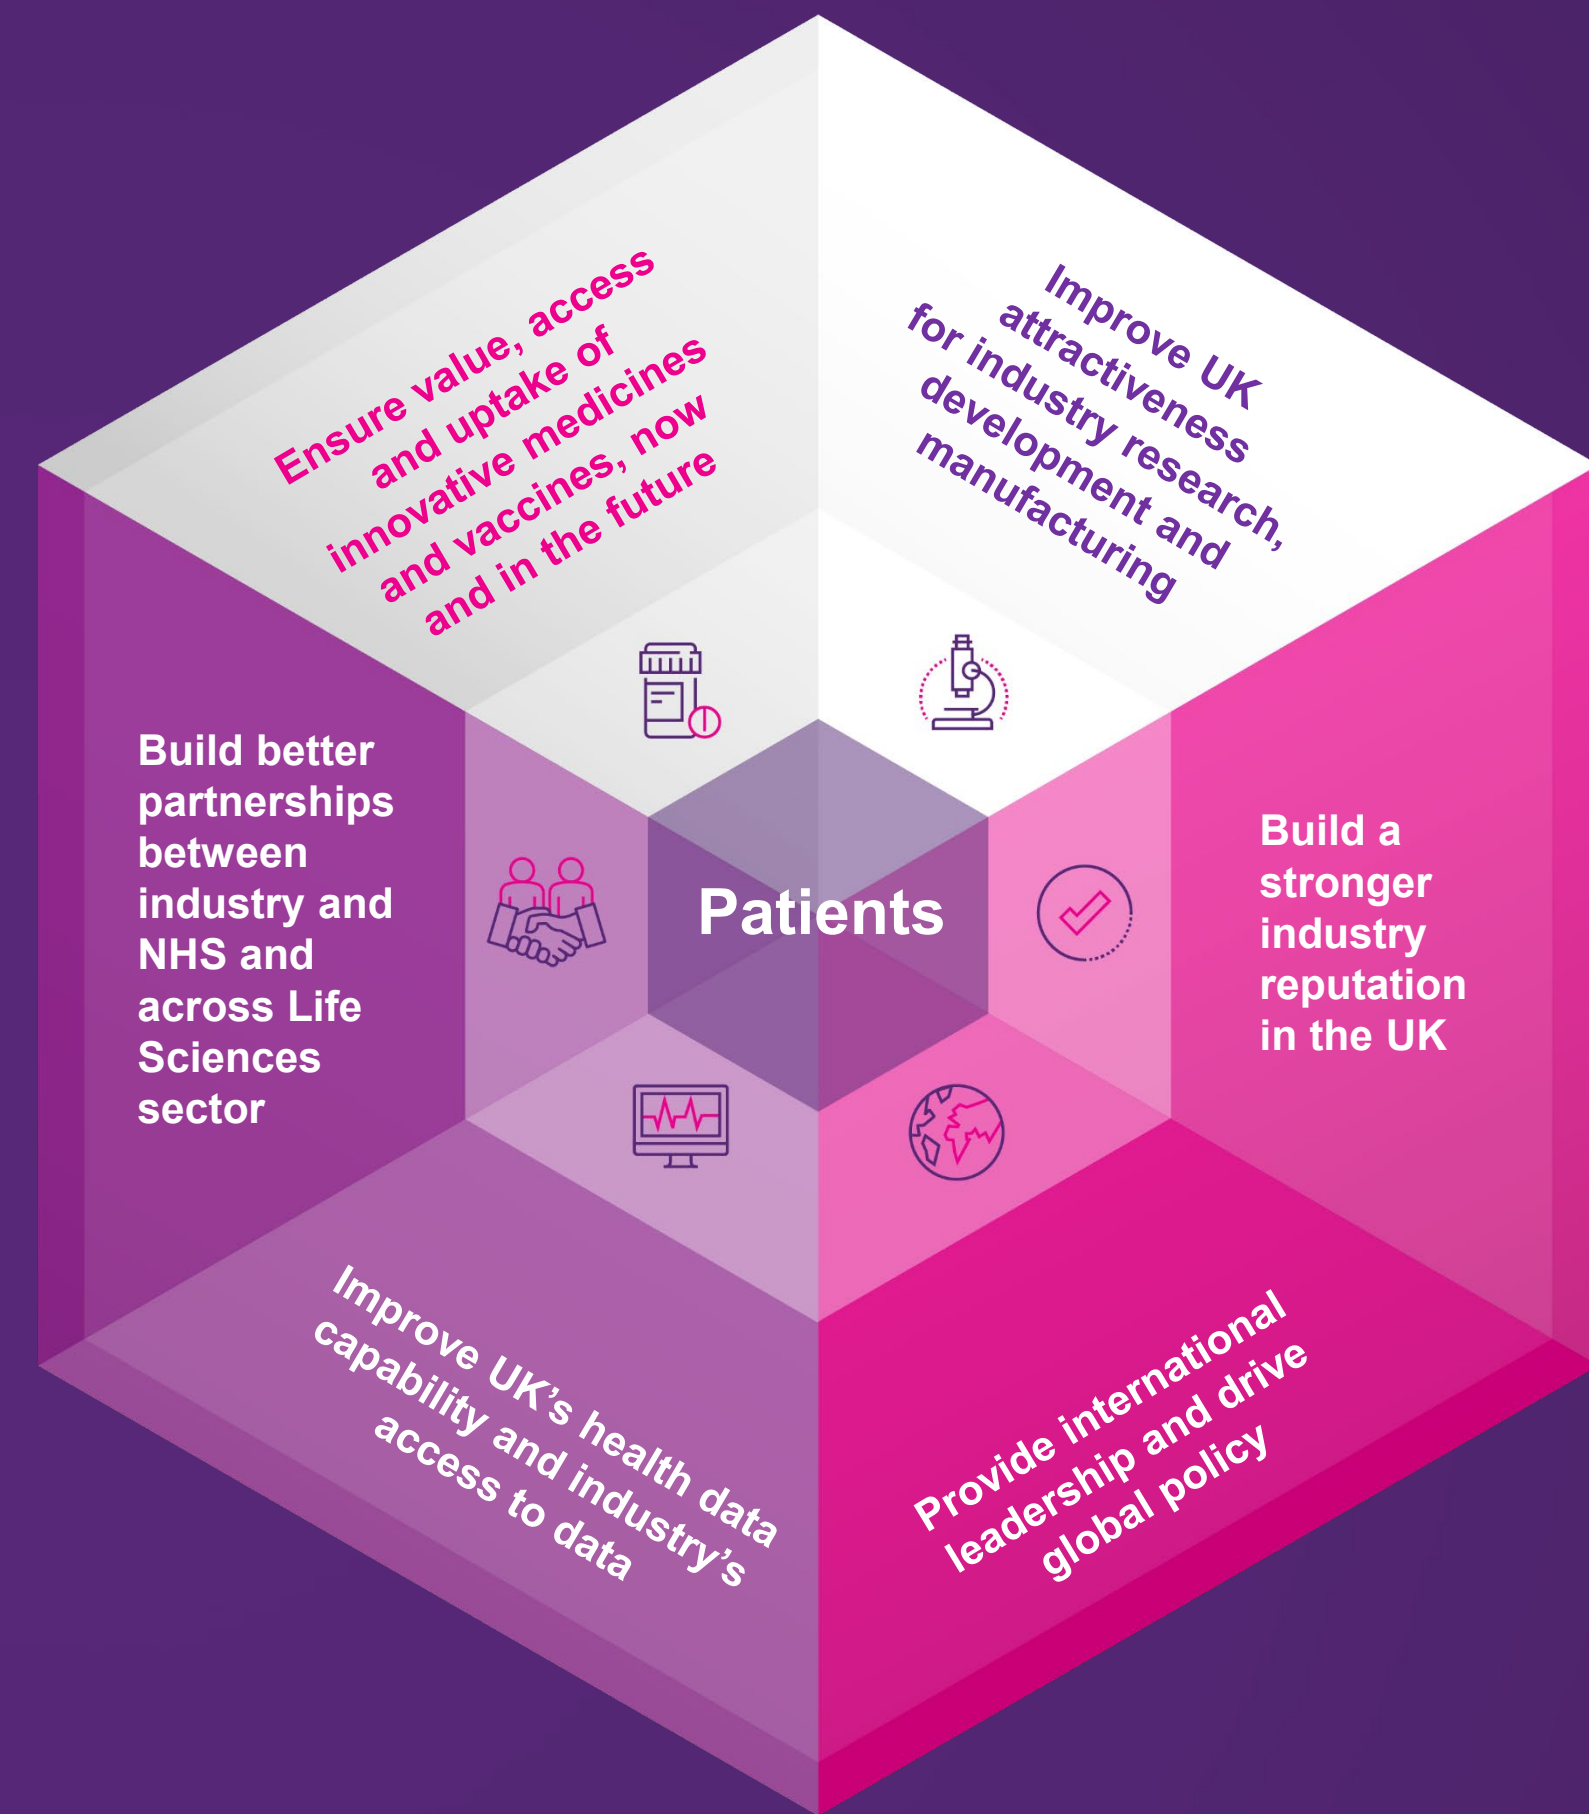 Ensure value, access
and uptake of
innovative medicines
and vaccines, now
and in the future
Improve UK
attractiveness
for industry research,
development and
manufacturing
Build better
partnerships
between
industry and
NHS and
across Life
Sciences
sector
Patients
Build a
stronger
industry
reputation
in the UK
Improve UK’s health data
capability and industry’s
access to data
Provide international
leadership and drive
global policy